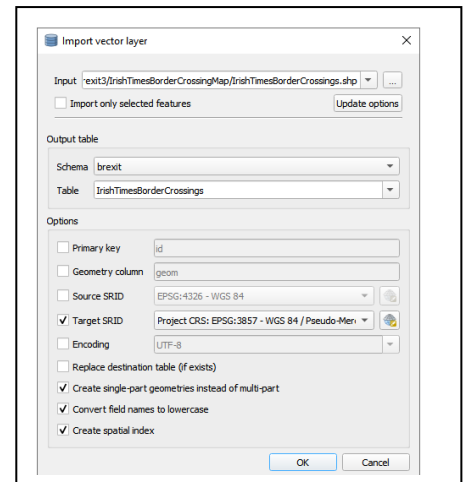 Import vector layer
Input rexit3/IrishTimesBorderCrossingMap/IrishTimesBorderCrossings.shp ...
Import only selected features Update options
Output table
Schema brexit
Table IrishTimesBorderCrossings
Options
Primary key id
Geometry column geom
Source SRID EPSG:4326 - WGS 84
Target SRID Project CRS: EPSG:3857 - WGS 84 / Pseudo-Mer
Encoding UTF-8
Replace destination table (if exists)
Create single-part geometries instead of multi-part
Convert field names to lowercase
Create spatial index
OK Cancel